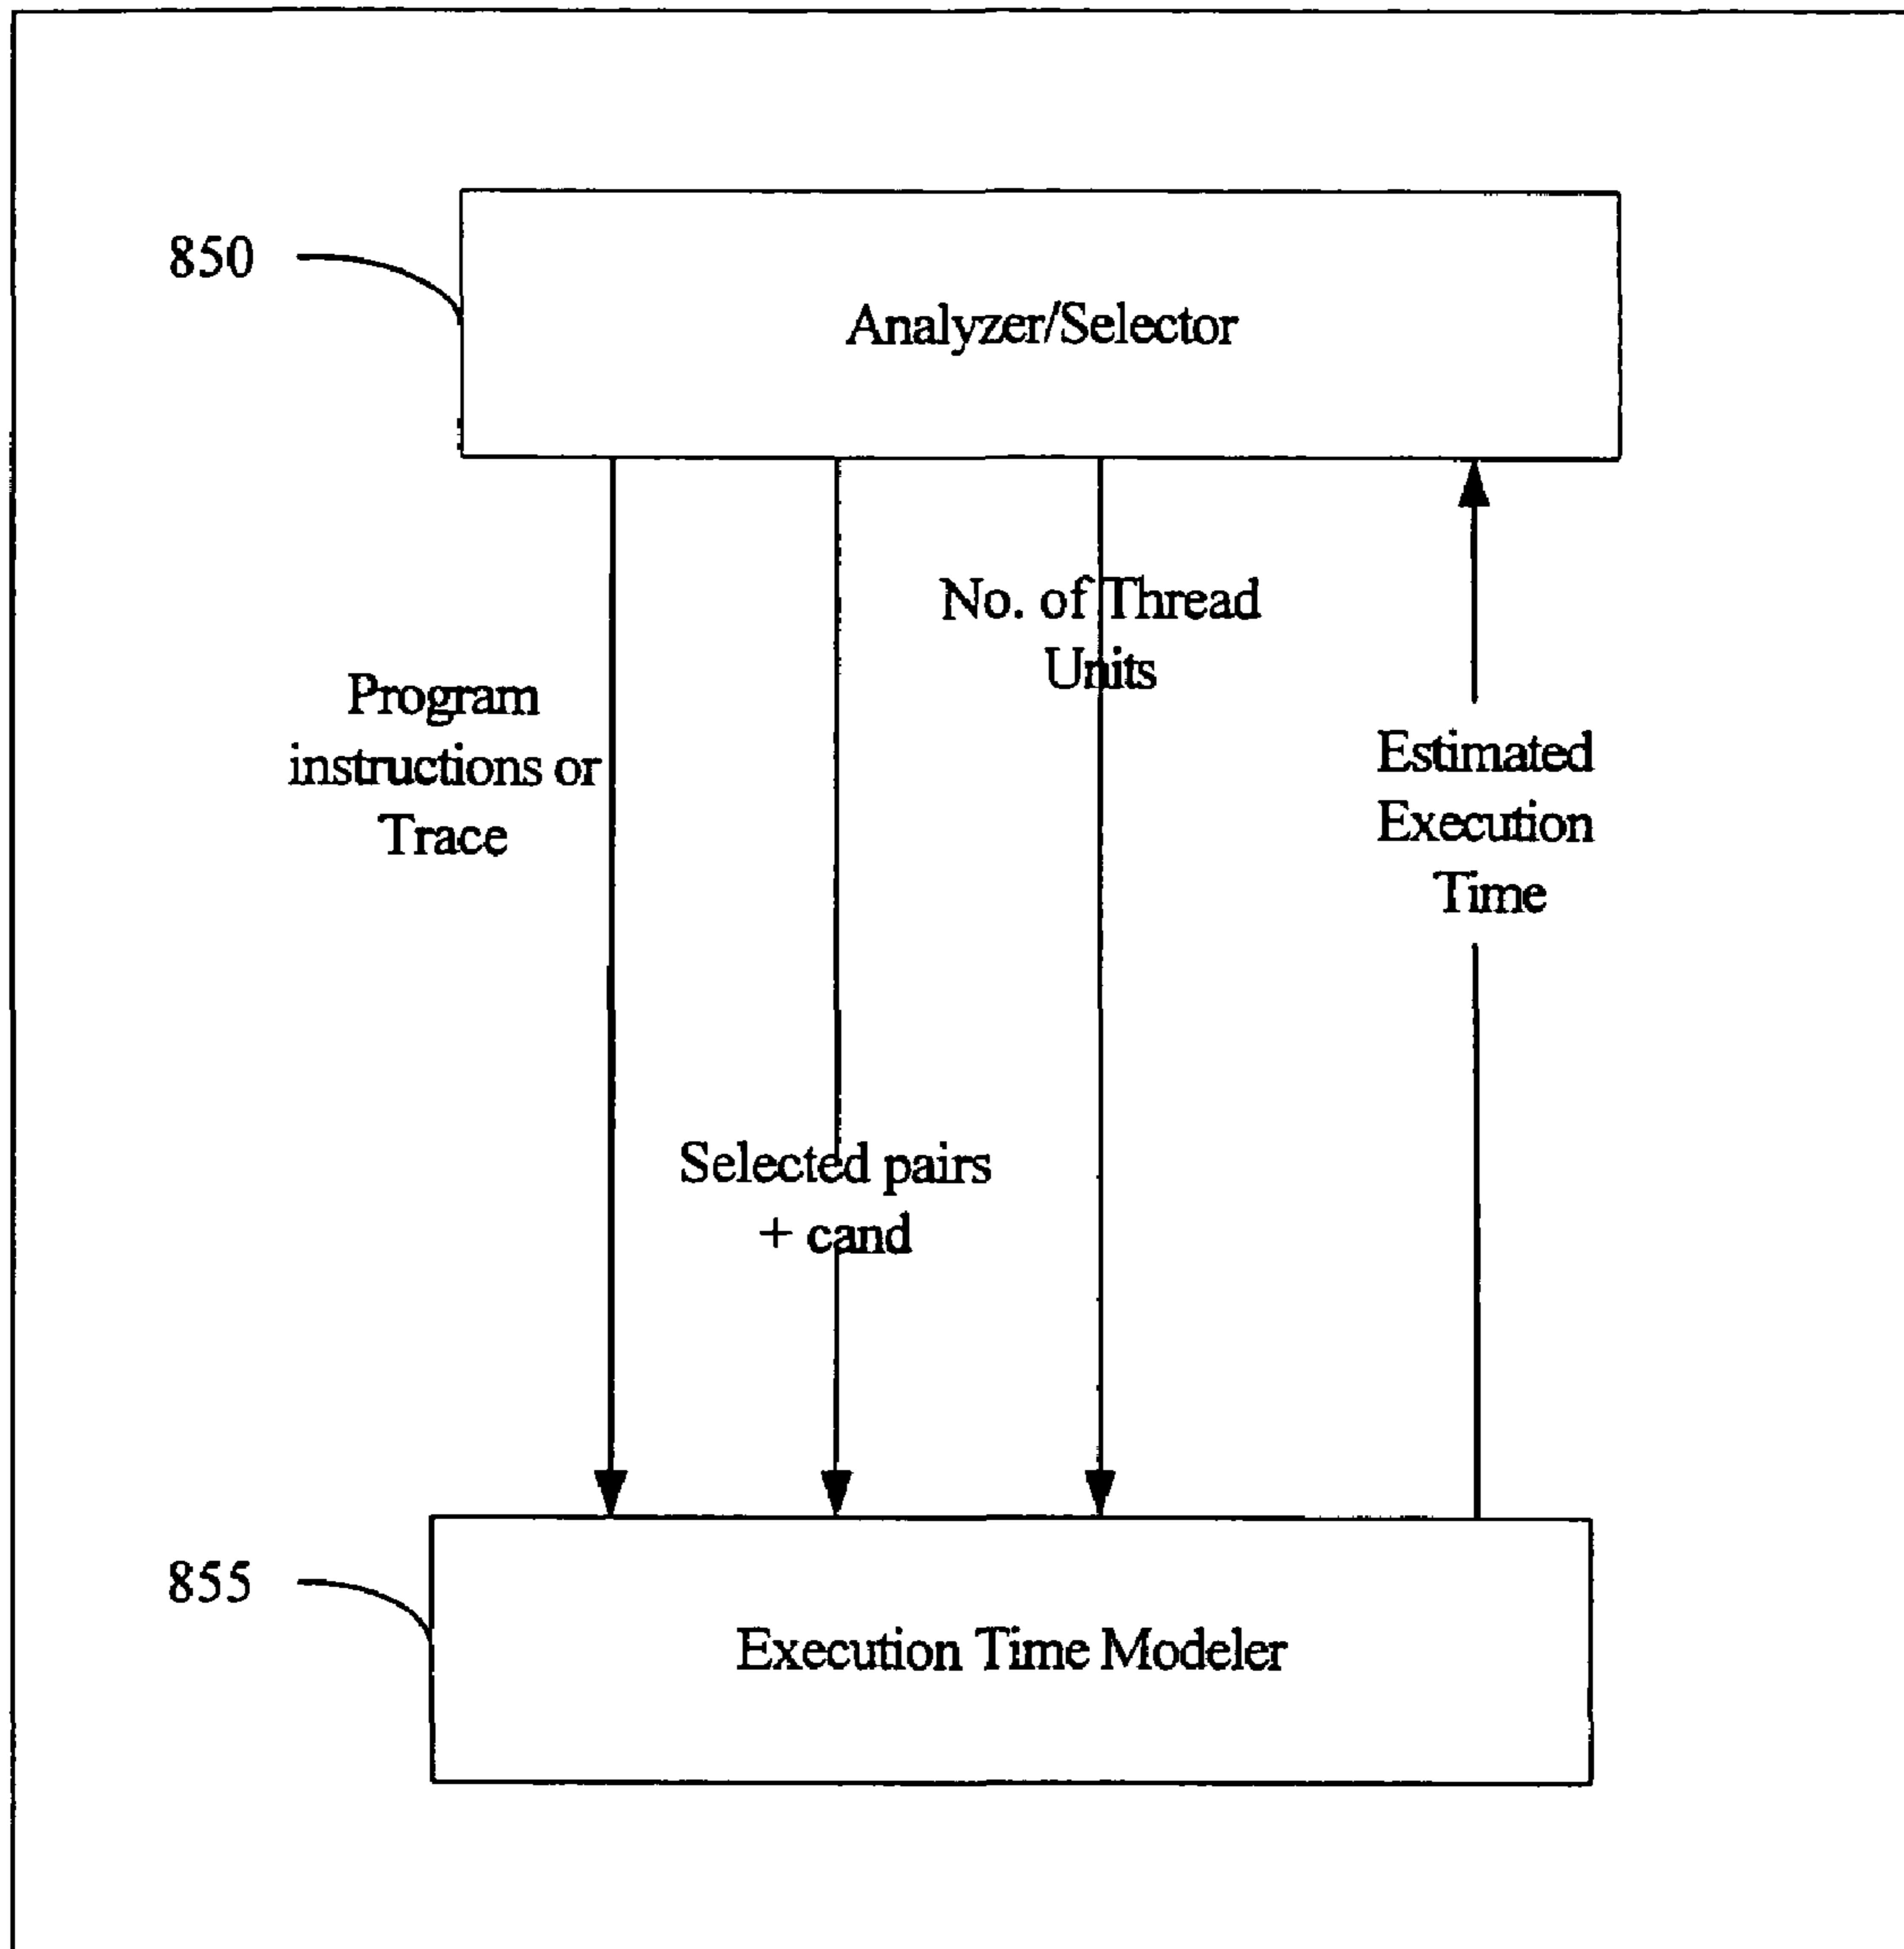 850
Analyzer/Selector
No. of Thread
Units
Program
instructions or
Trace
Estimated
Execution
Time
Selected pairs
+ cand
855
Execution Time Modeler